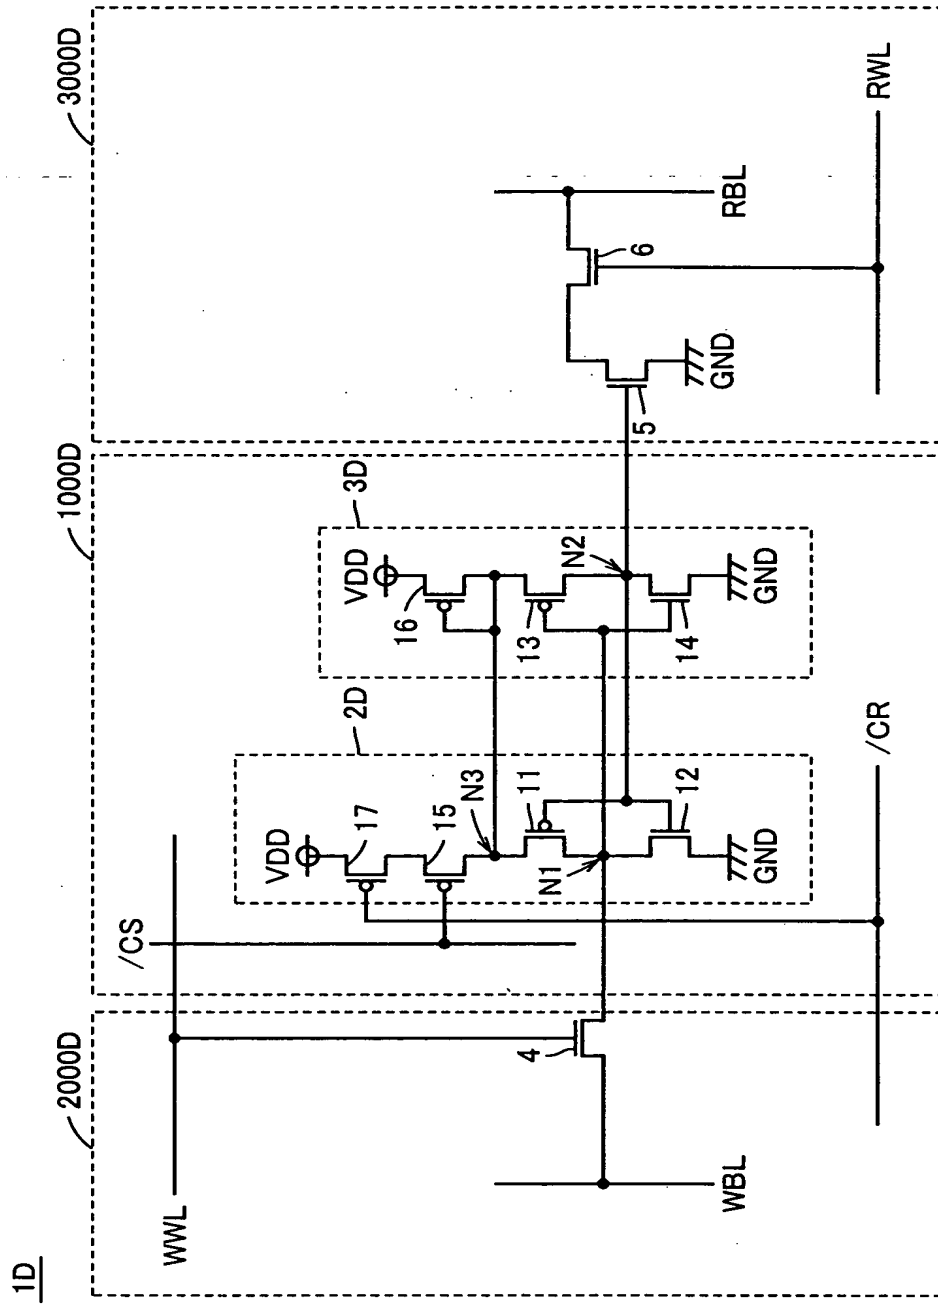 1D
2000D
1000D
3000D
WWL
/CS
VDD
17
15
N3
11
N1
12
GND
2D
VDD
16
13
N2
14
GND
3D
4
WBL
/CR
5
GND
6
RBL
RWL